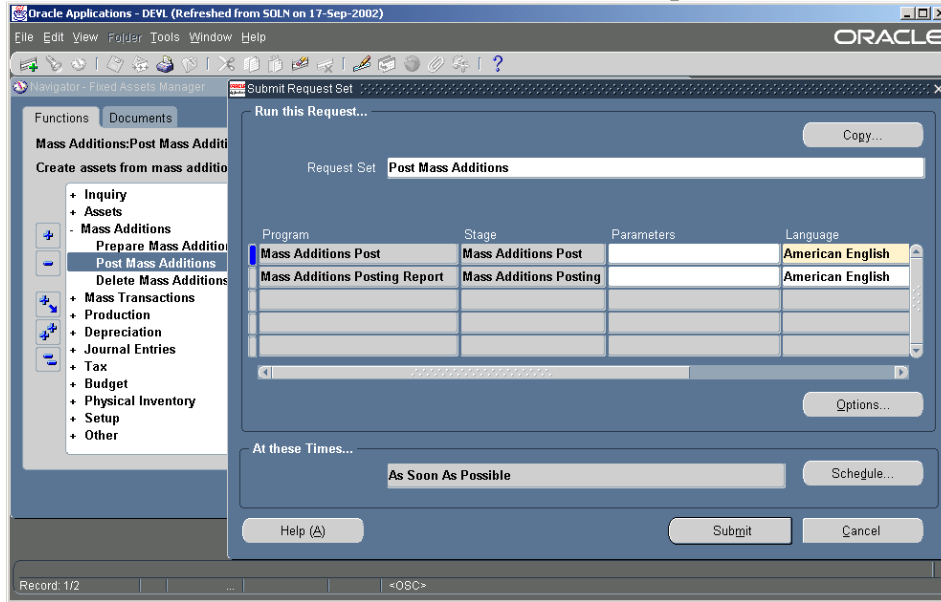 Oracle Applications - DEVL (Refreshed from SOLN on 17-Sep-2002)
File Edit View Folder Tools Window Help
ORACLE
Navigator - Fixed Assets Manager
Submit Request Set
Functions Documents
Mass Additions:Post Mass Additi
Create assets from mass additio
+ Inquiry
+ Assets
- Mass Additions
Prepare Mass Additio
Post Mass Additions
Delete Mass Additions
+ Mass Transactions
+ Production
+ Depreciation
+ Journal Entries
+ Tax
+ Budget
+ Physical Inventory
+ Setup
+ Other
Run this Request...
Copy...
Request Set Post Mass Additions
Program Stage Parameters Language
Mass Additions Post Mass Additions Post American English
Mass Additions Posting Report Mass Additions Posting American English
Options...
At these Times...
As Soon As Possible
Schedule...
Help (A) Submit Cancel
Record: 1/2 ... <OSC>